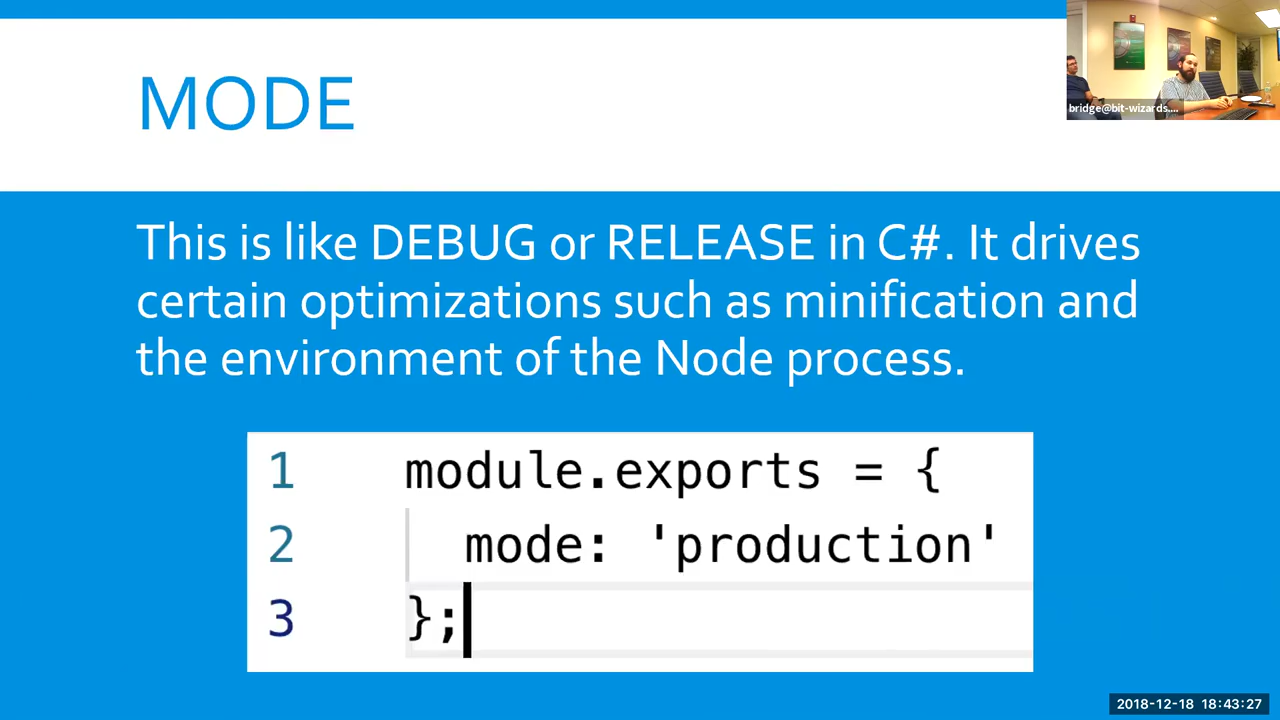 MODE
bridge@bit-wizards....
This is like DEBUG or RELEASE in C#. It drives
certain optimizations such as minification and
the environment of the Node process.
1 module.exports = {
2 mode: 'production'
3 };
2018-12-18 18:43:27